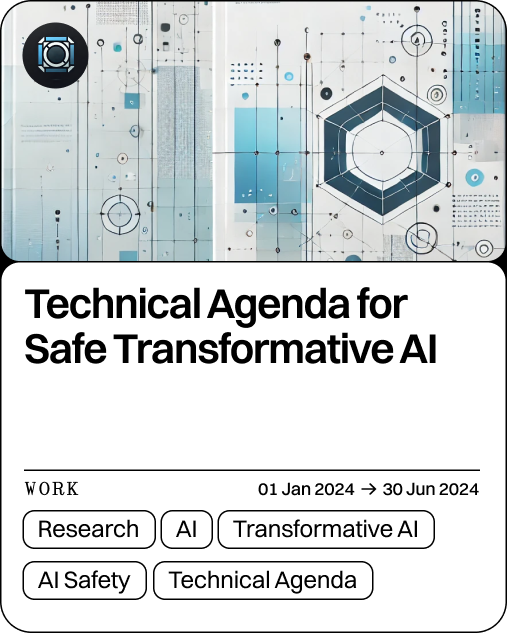 Technical Agenda for
Safe Transformative AI
WORK
01 Jan 2024 → 30 Jun 2024
Research
AI
Transformative AI
AI Safety
Technical Agenda